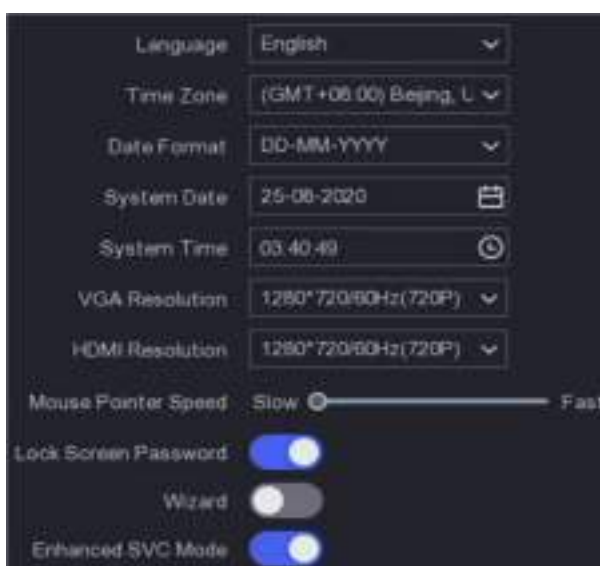 Language English
Time Zone (GMT+08:00) Beijing, U
Date Format DD-MM-YYYY
System Date 25-08-2020
System Time 03:40:49
VGA Resolution 1280*720/60Hz(720P)
HDMI Resolution 1280*720/60Hz(720P)
Mouse Pointer Speed Slow Fast
Lock Screen Password
Wizard
Enhanced SVC Mode